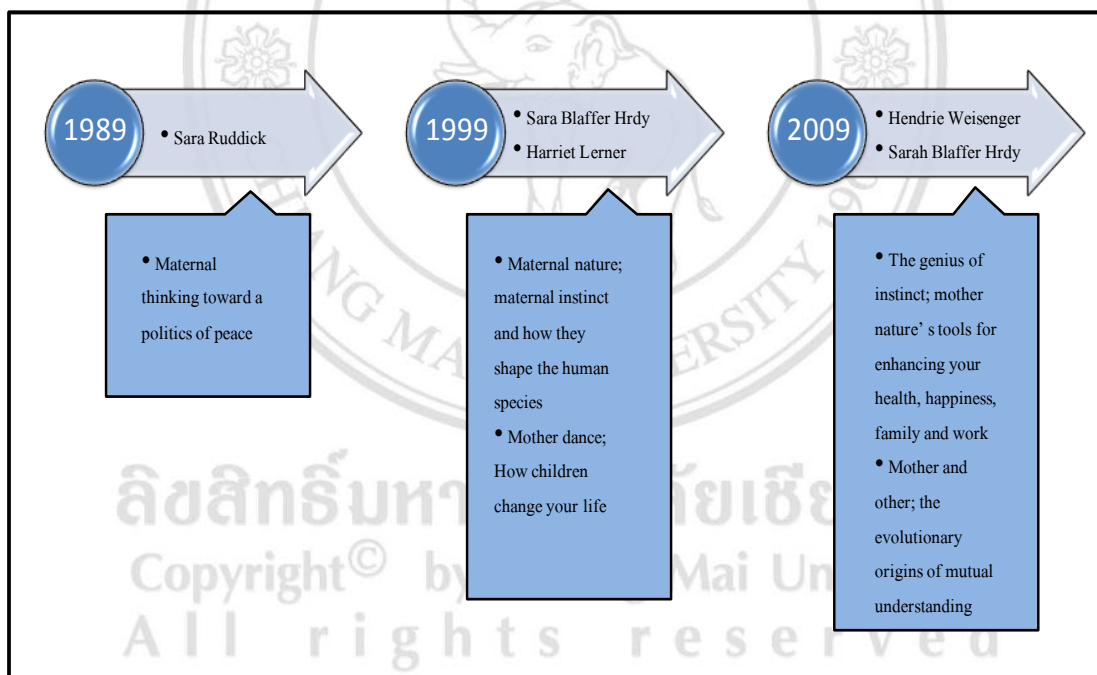 1989
• Sara Ruddick
1999
• Sara Blaffer Hrdy
• Harriet Lerner
2009
• Hendrie Weisenger
• Sarah Blaffer Hrdy
• Maternal
thinking toward a
politics of peace
• Maternal nature;
maternal instinct
and how they
shape the human
species
• Mother dance;
How children
change your life
• The genius of
instinct; mother
nature’ s tools for
enhancing your
health, happiness,
family and work
• Mother and
other; the
evolutionary
origins of mutual
understanding
ลิขสิทธิ์มหา ลัยเชีย
Copyright© by Mai Un
All rights reserved